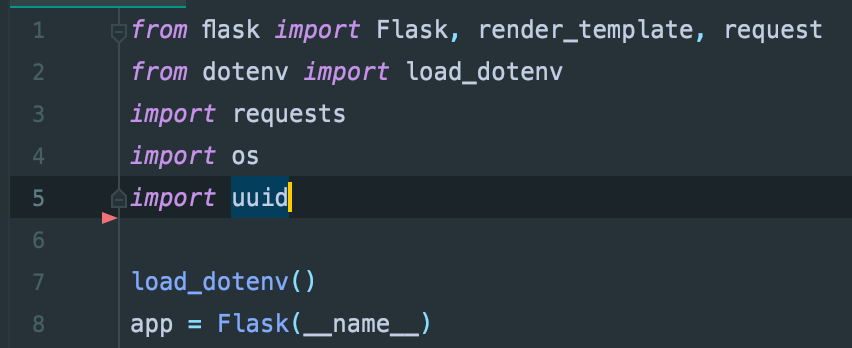 1 from flask import Flask, render_template, request
2 from dotenv import load_dotenv
3 import requests
4 import os
5 import uuid
6
7 load_dotenv()
8 app = Flask(__name__)